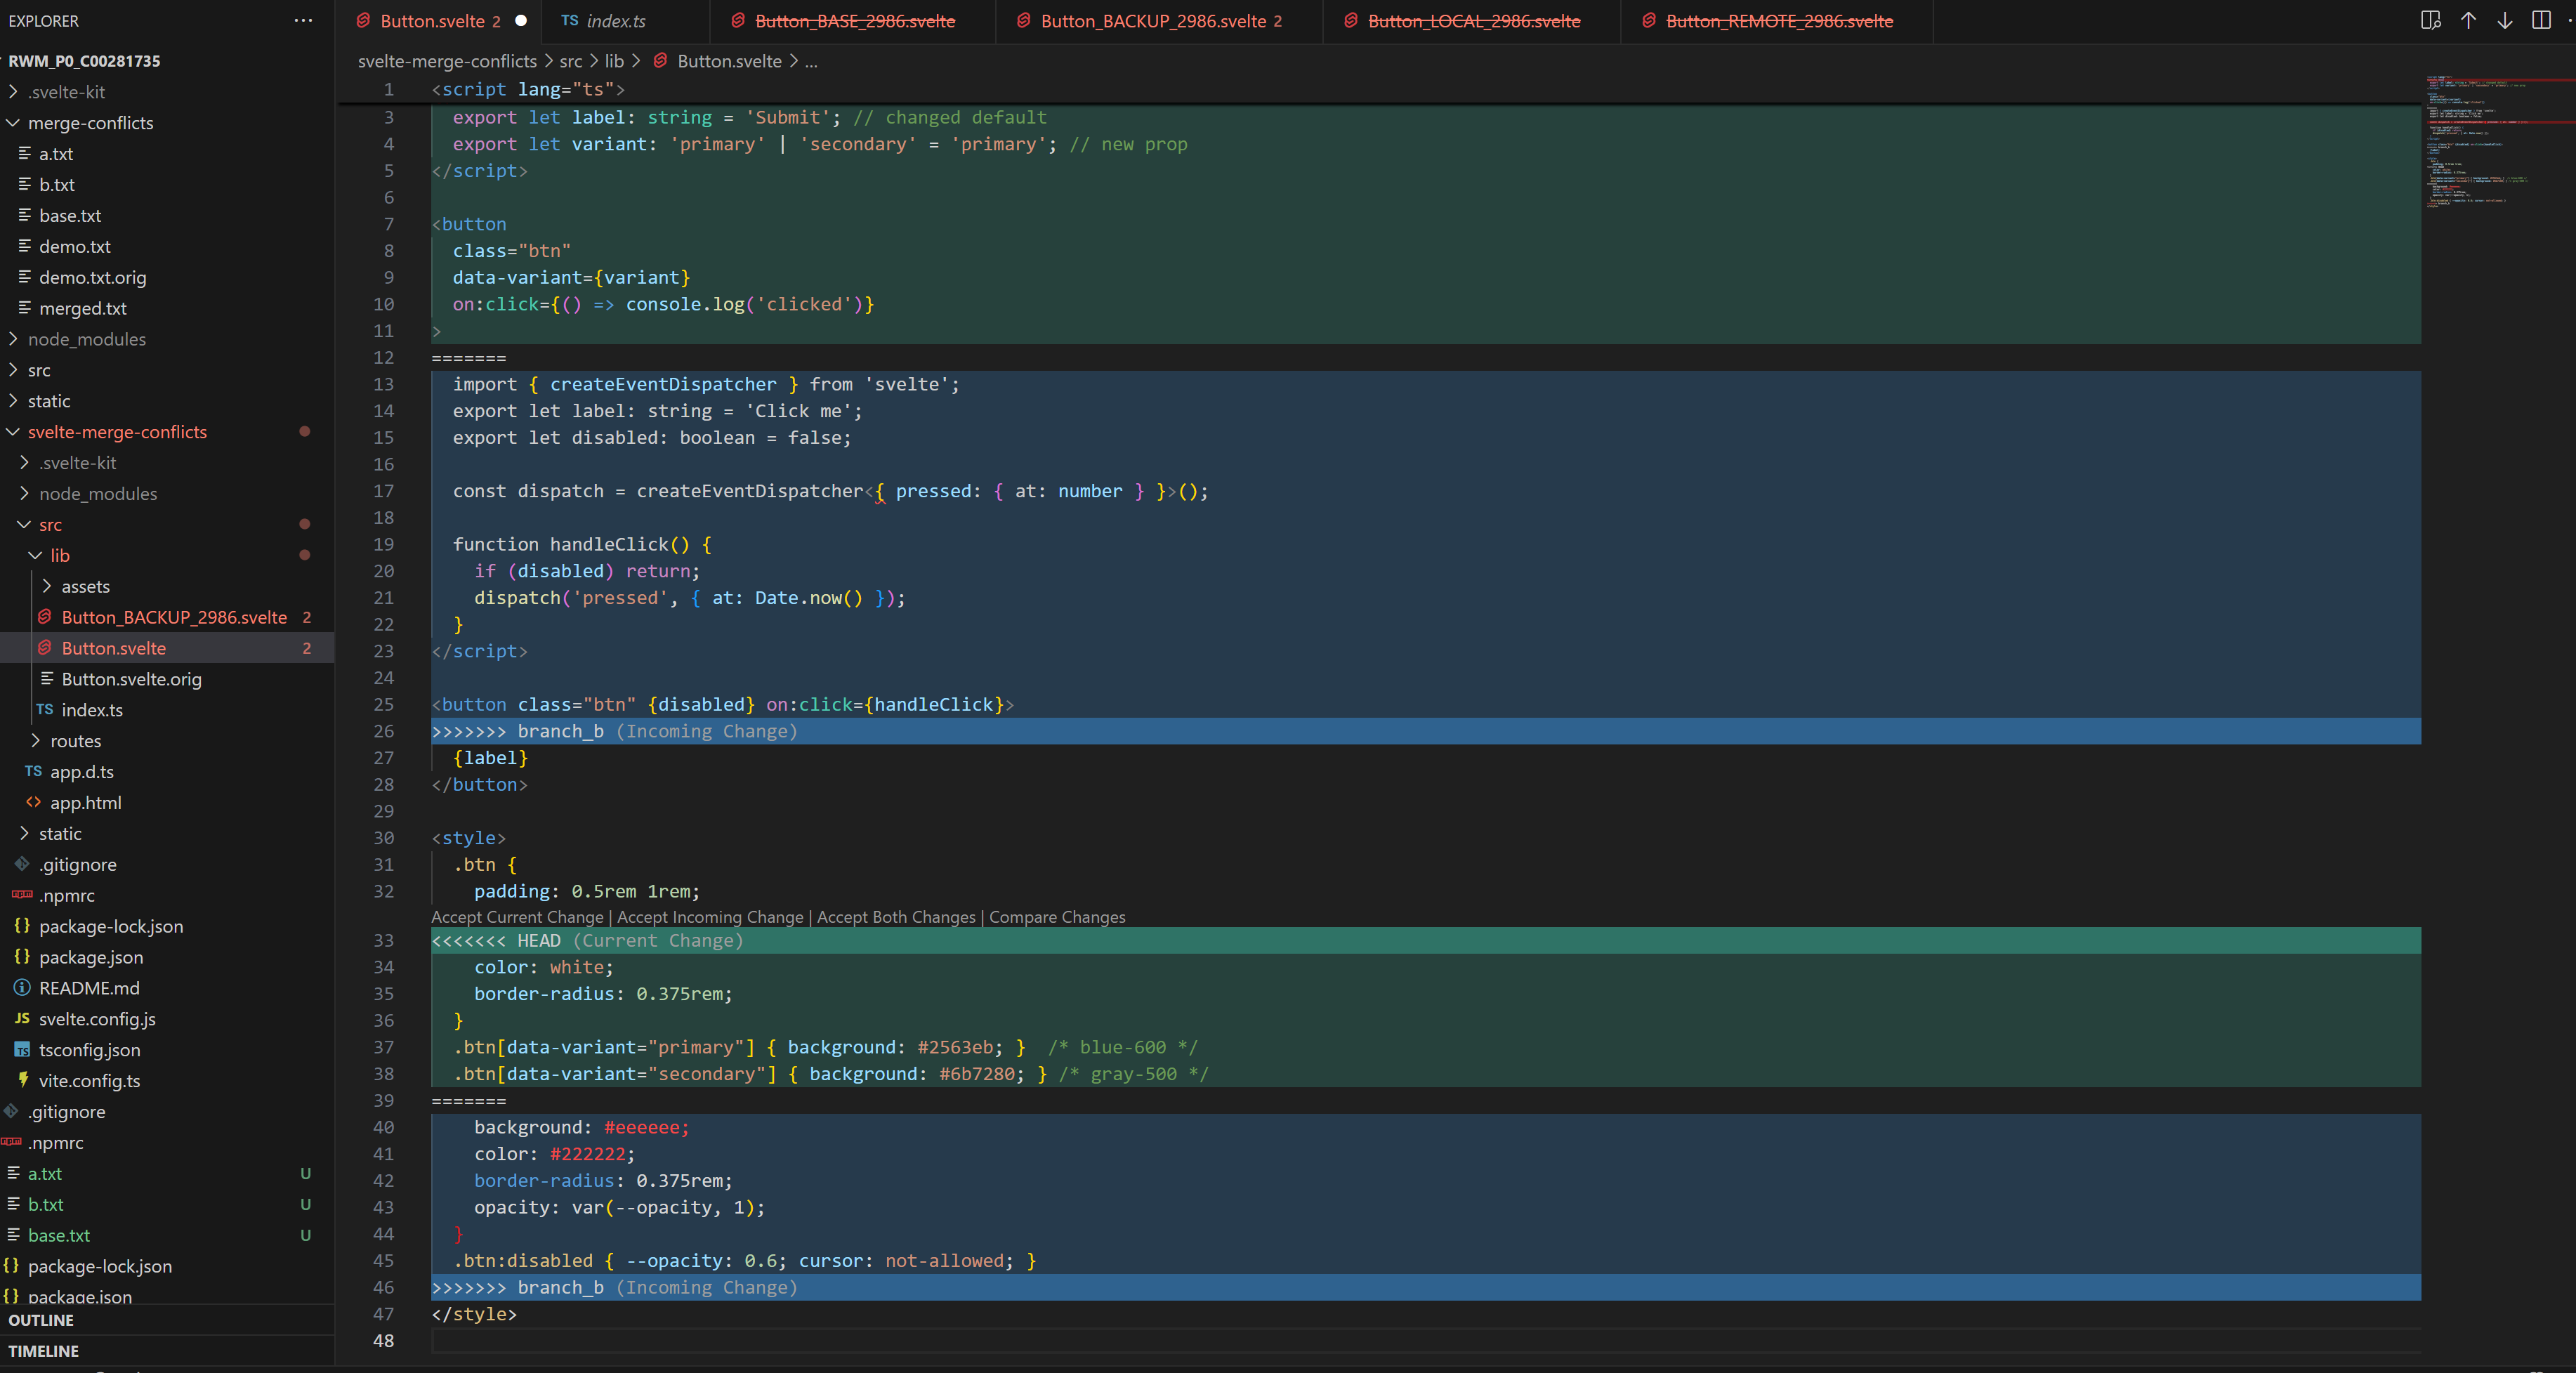 EXPLORER
RWM_P0_C00281735
.svelte-kit
merge-conflicts
a.txt
b.txt
base.txt
demo.txt
demo.txt.orig
merged.txt
node_modules
src
static
svelte-merge-conflicts
.svelte-kit
node_modules
src
lib
assets
Button_BACKUP_2986.svelte 2
Button.svelte 2
Button.svelte.orig
TS index.ts
routes
TS app.d.ts
<> app.html
static
.gitignore
.npmrc
{} package-lock.json
{} package.json
README.md
JS svelte.config.js
TS tsconfig.json
vite.config.ts
.gitignore
.npmrc
a.txt U
b.txt U
base.txt U
{} package-lock.json
{} package.json
OUTLINE
TIMELINE
Button.svelte 2
TS index.ts
Button_BASE_2986.svelte
Button_BACKUP_2986.svelte 2
Button_LOCAL_2986.svelte
Button_REMOTE_2986.svelte
svelte-merge-conflicts > src > lib > Button.svelte > ...
1 <script lang="ts">
3 export let label: string = 'Submit'; // changed default
4 export let variant: 'primary' | 'secondary' = 'primary'; // new prop
5 </script>
6
7 <button
8 class="btn"
9 data-variant={variant}
10 on:click={() => console.log('clicked')}
11 >
12 =======
13 import { createEventDispatcher } from 'svelte';
14 export let label: string = 'Click me';
15 export let disabled: boolean = false;
16
17 const dispatch = createEventDispatcher<{ pressed: { at: number } }>();
18
19 function handleClick() {
20 if (disabled) return;
21 dispatch('pressed', { at: Date.now() });
22 }
23 </script>
24
25 <button class="btn" {disabled} on:click={handleClick}>
26 >>>>>>> branch_b (Incoming Change)
27 {label}
28 </button>
29
30 <style>
31 .btn {
32 padding: 0.5rem 1rem;
Accept Current Change | Accept Incoming Change | Accept Both Changes | Compare Changes
33 <<<<<<< HEAD (Current Change)
34 color: white;
35 border-radius: 0.375rem;
36 }
37 .btn[data-variant="primary"] { background: #2563eb; } /* blue-600 */
38 .btn[data-variant="secondary"] { background: #6b7280; } /* gray-500 */
39 =======
40 background: #eeeeee;
41 color: #222222;
42 border-radius: 0.375rem;
43 opacity: var(--opacity, 1);
44 }
45 .btn:disabled { --opacity: 0.6; cursor: not-allowed; }
46 >>>>>>> branch_b (Incoming Change)
47 </style>
48